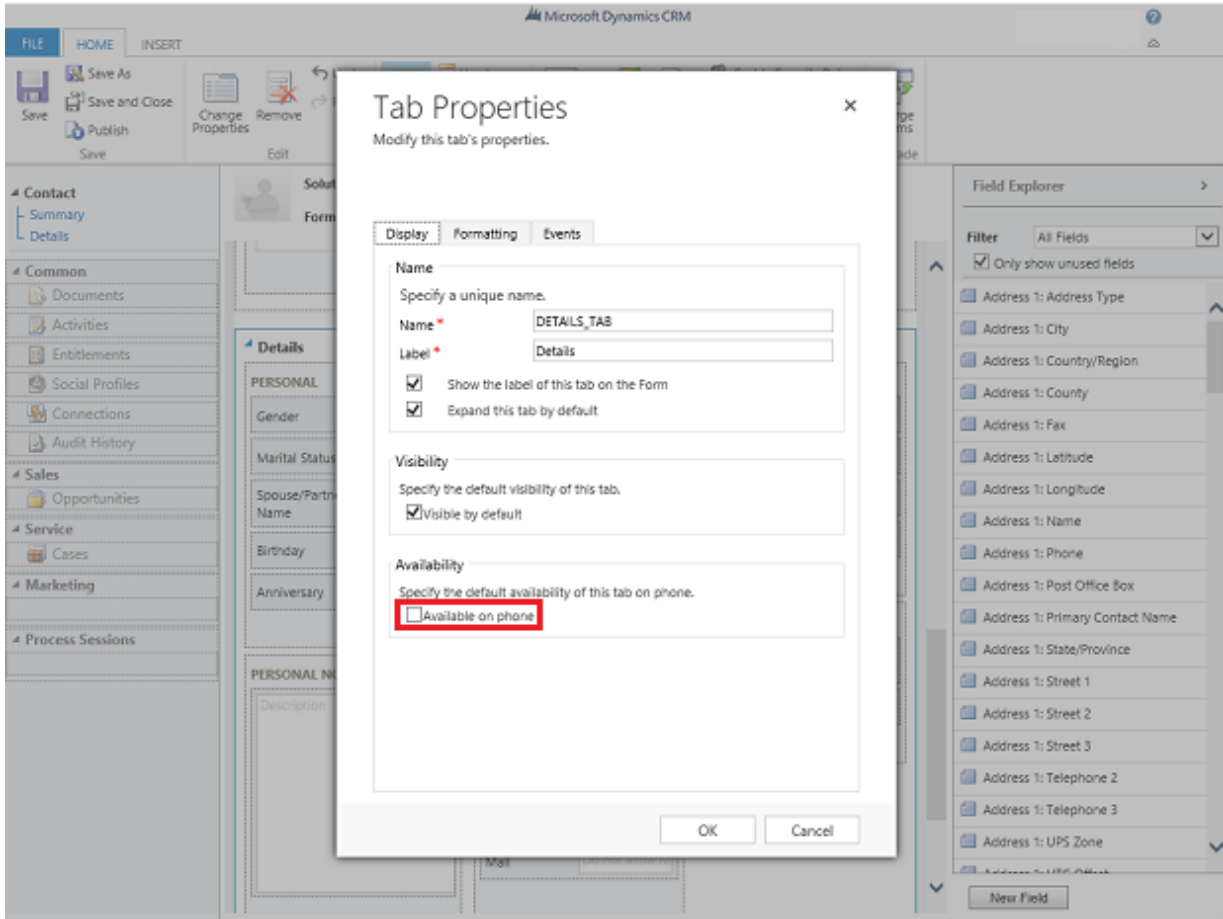 Microsoft Dynamics CRM
FILE HOME INSERT
Save
Save As
Save and Close
Publish
Save
Change Properties
Remove
Edit
Contact
Summary
Details
Common
Documents
Activities
Entitlements
Social Profiles
Connections
Audit History
Sales
Opportunities
Service
Cases
Marketing
Process Sessions
Details
PERSONAL
Gender
Marital Status
Name
Birthday
Anniversary
PERSONAL
Description
Mail
Tab Properties
Modify this tab's properties.
Display Formatting Events
Name
Specify a unique name.
Name * DETAILS_TAB
Label * Details
Show the label of this tab on the Form
Expand this tab by default
Visibility
Specify the default visibility of this tab.
Visible by default
Availability
Specify the default availability of this tab on phone.
Available on phone
OK Cancel
Field Explorer
Filter All Fields
Only show unused fields
Address 1: Address Type
Address 1: City
Address 1: Country/Region
Address 1: County
Address 1: Fax
Address 1: Latitude
Address 1: Longitude
Address 1: Name
Address 1: Phone
Address 1: Post Office Box
Address 1: Primary Contact Name
Address 1: State/Province
Address 1: Street 1
Address 1: Street 2
Address 1: Street 3
Address 1: Telephone 2
Address 1: Telephone 3
Address 1: UPS Zone
New Field